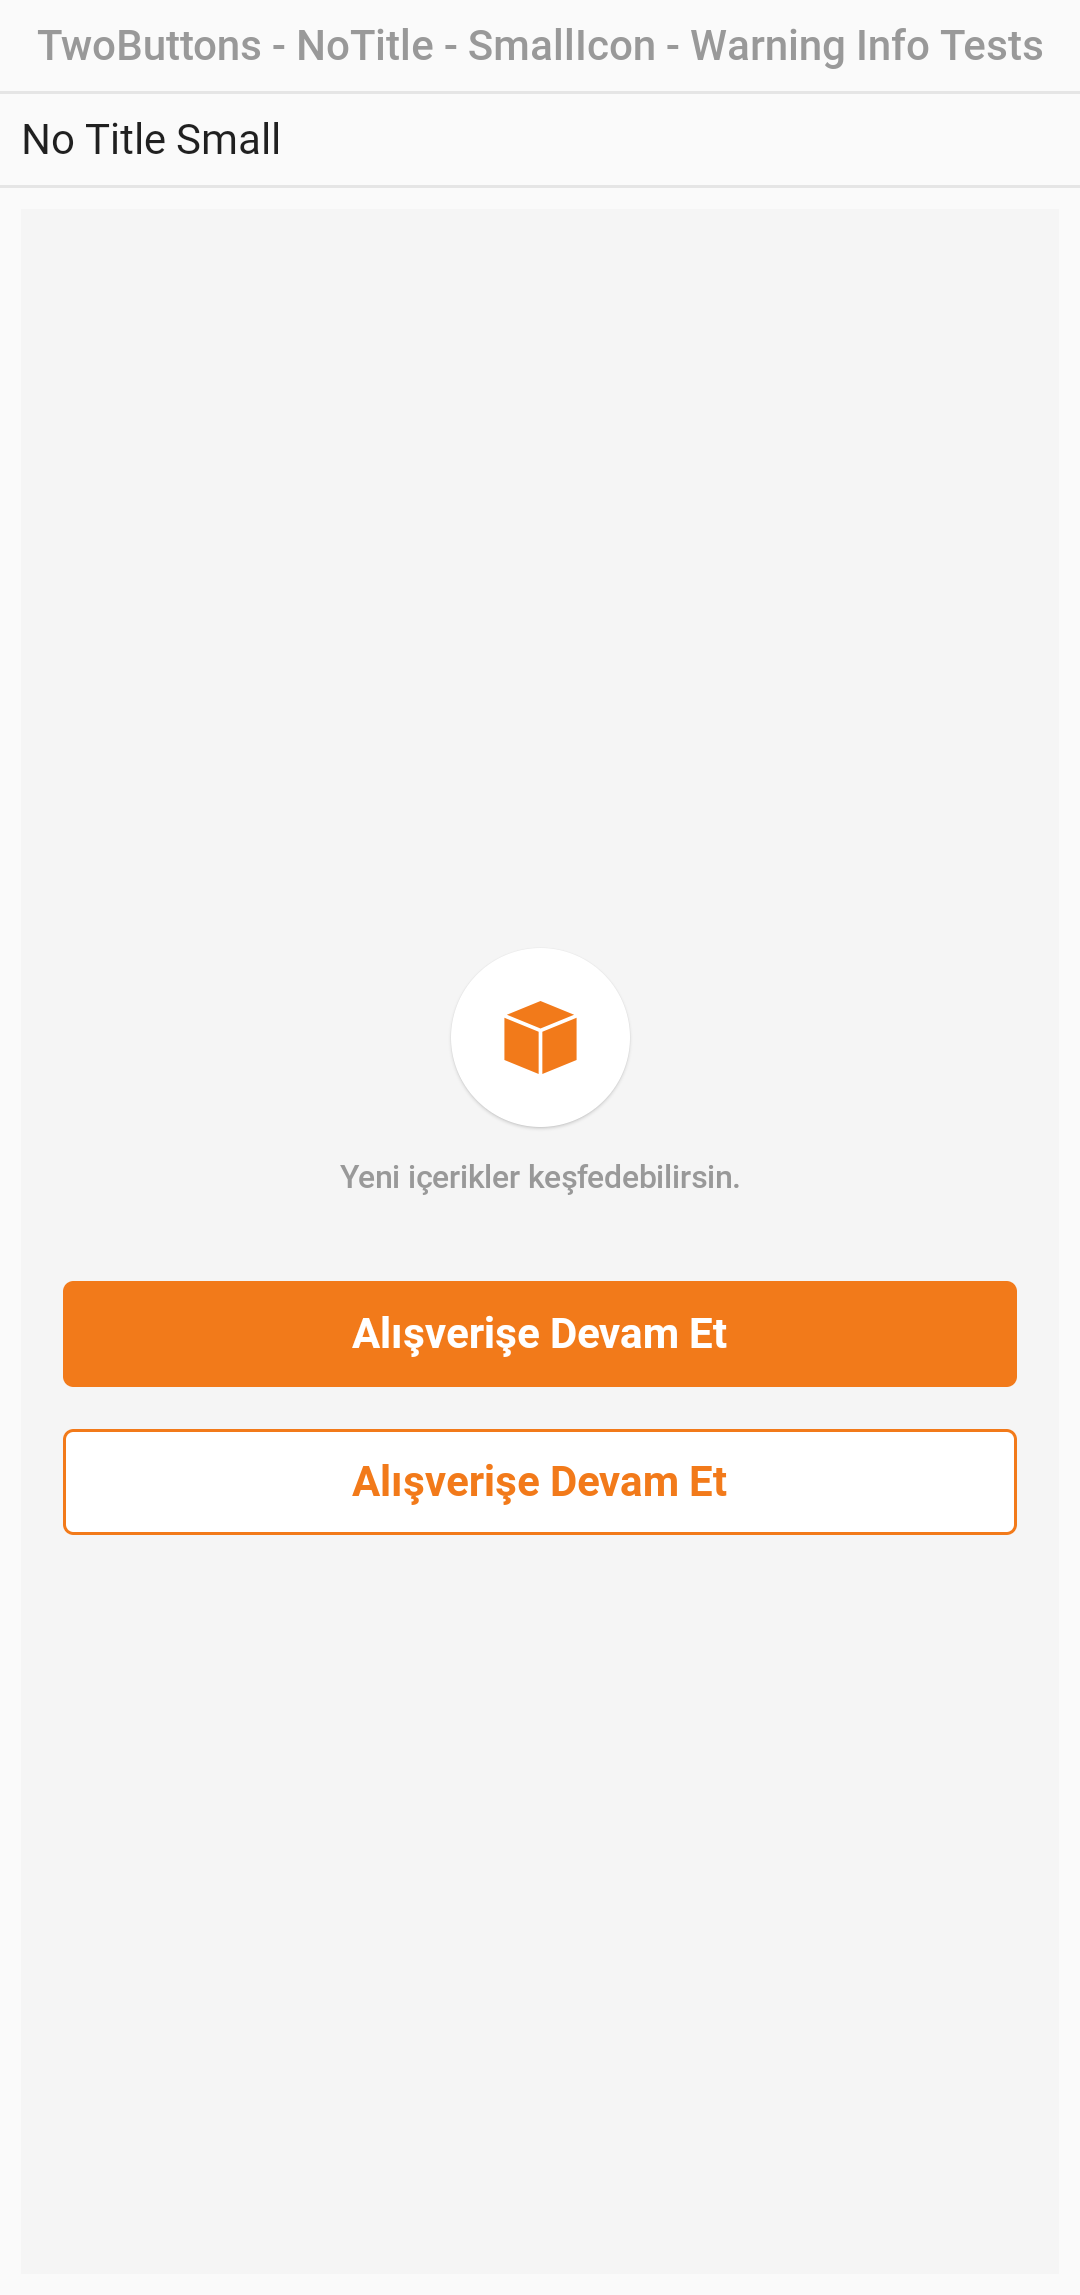 TwoButtons - NoTitle - SmallIcon - Warning Info Tests
No Title Small
Yeni içerikler keşfedebilirsin.
Alışverişe Devam Et
Alışverişe Devam Et